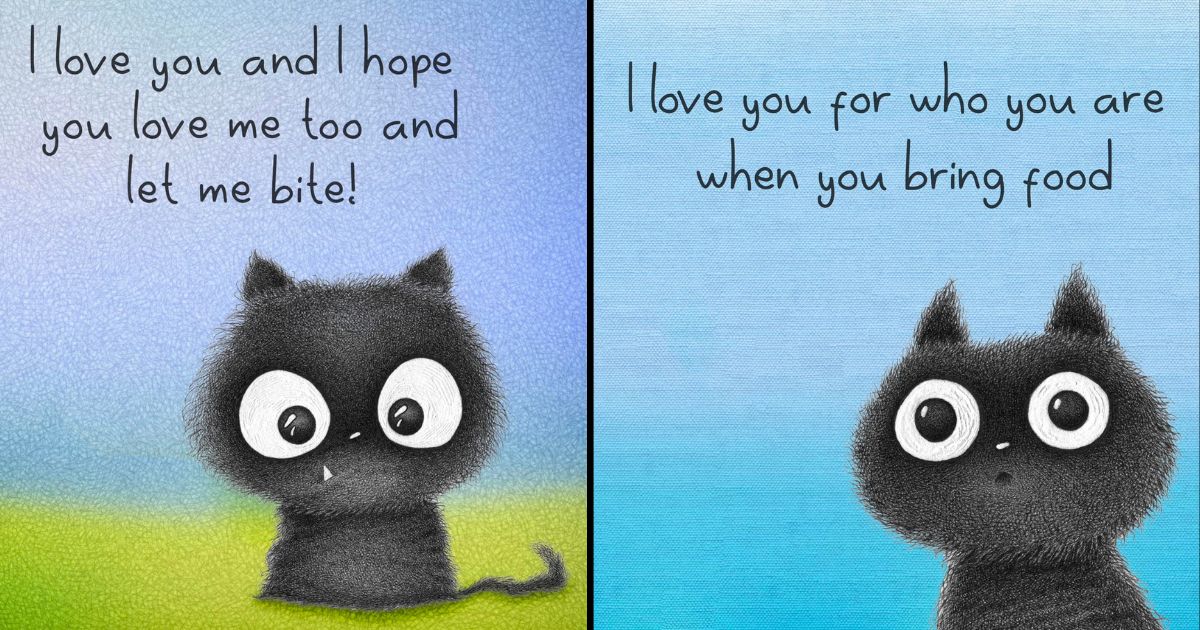 I love you and I hope
you love me too and
let me bite!
I love you for who you are
when you bring food